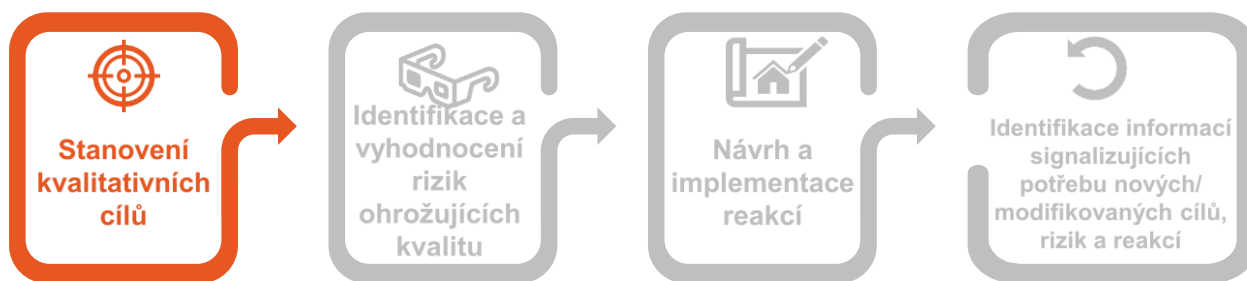 Stanovení
kvalitativních
cílů
Identifikace a
vyhodnocení
rizik
ohrožujících
kvalitu
Návrh a
implementace
reakcí
Identifikace informací
signalizujících
potřebu nových/
modifikovaných cílů,
rizik a reakcí